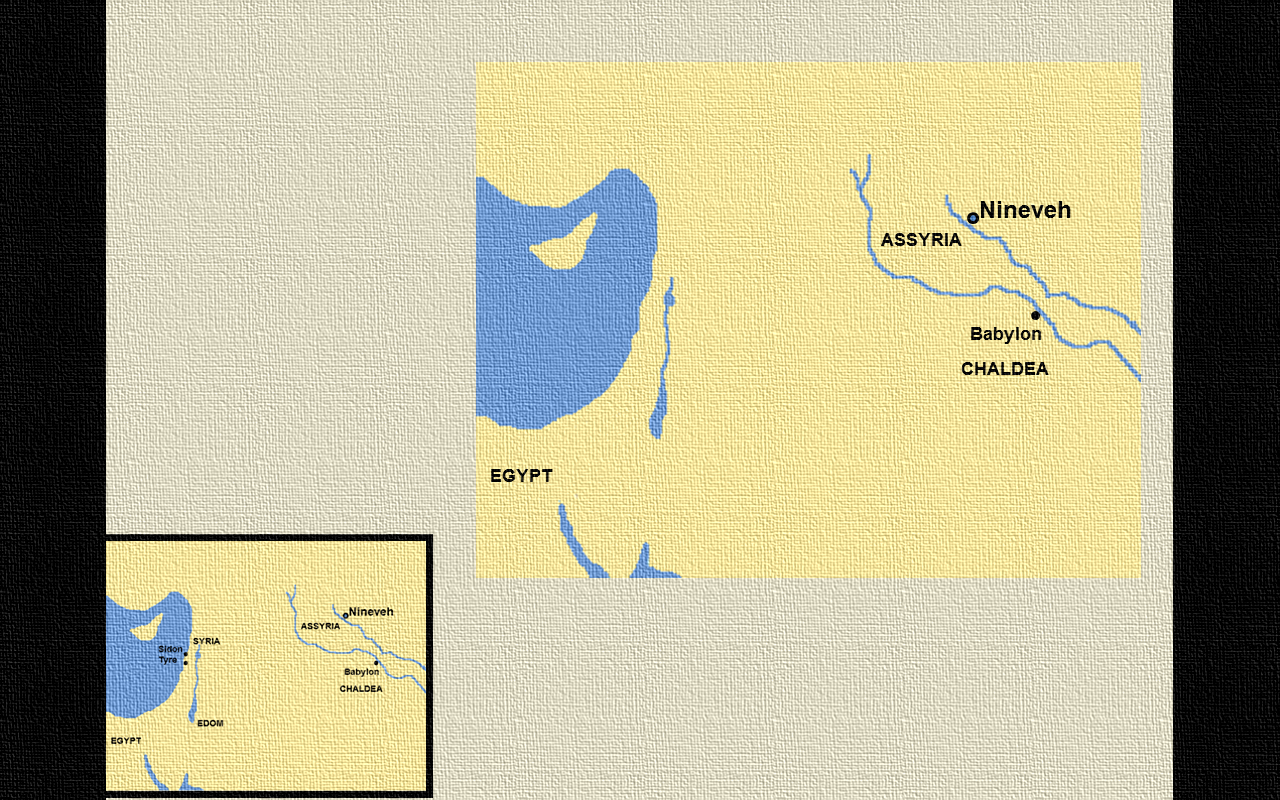 Nineveh
ASSYRIA
Babylon
CHALDEA
EGYPT
Nineveh
ASSYRIA
SYRIA
Sidon
Tyre
Babylon
CHALDEA
EDOM
EGYPT